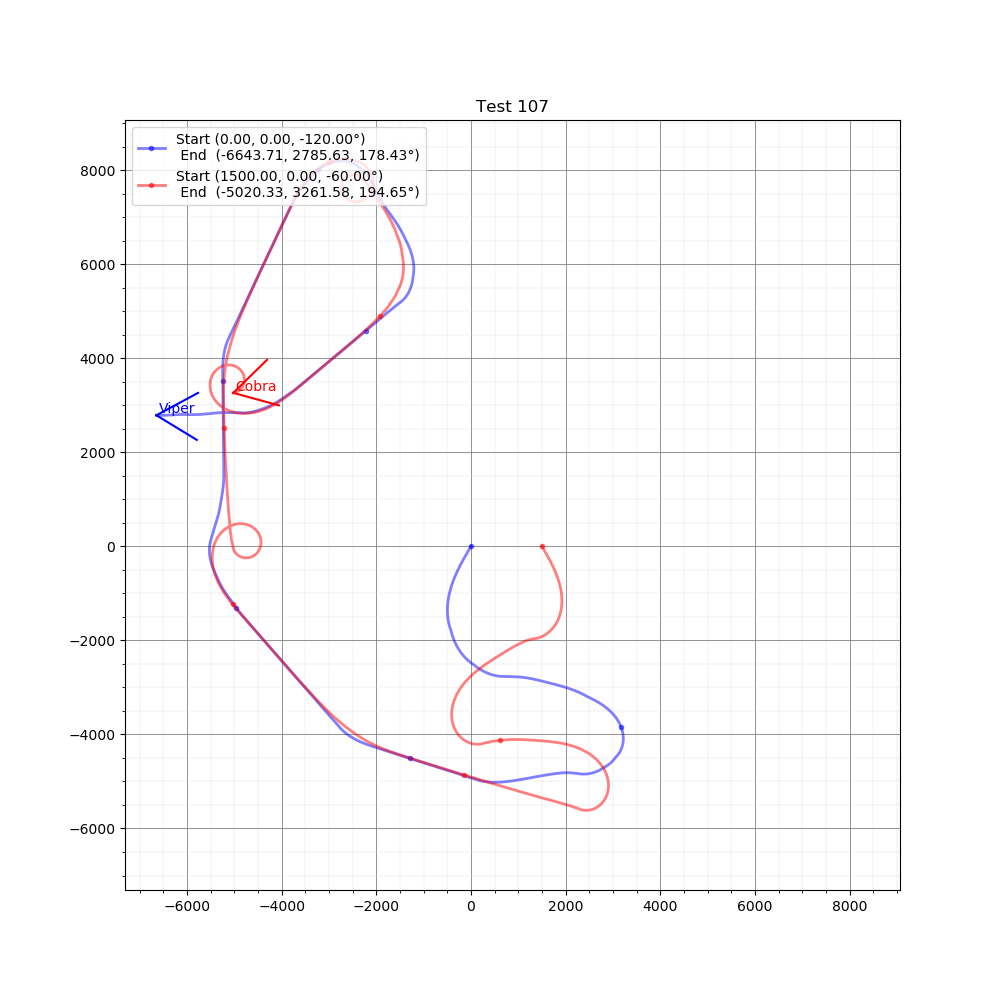 Test 107
Start (0.00, 0.00, -120.00°)
End (-6643.71, 2785.63, 178.43°)
Start (1500.00, 0.00, -60.00°)
End (-5020.33, 3261.58, 194.65°)
8000
6000
4000
2000
0
−2000
−4000
−6000
Cobra
Viper
−6000 −4000 −2000 0 2000 4000 6000 8000